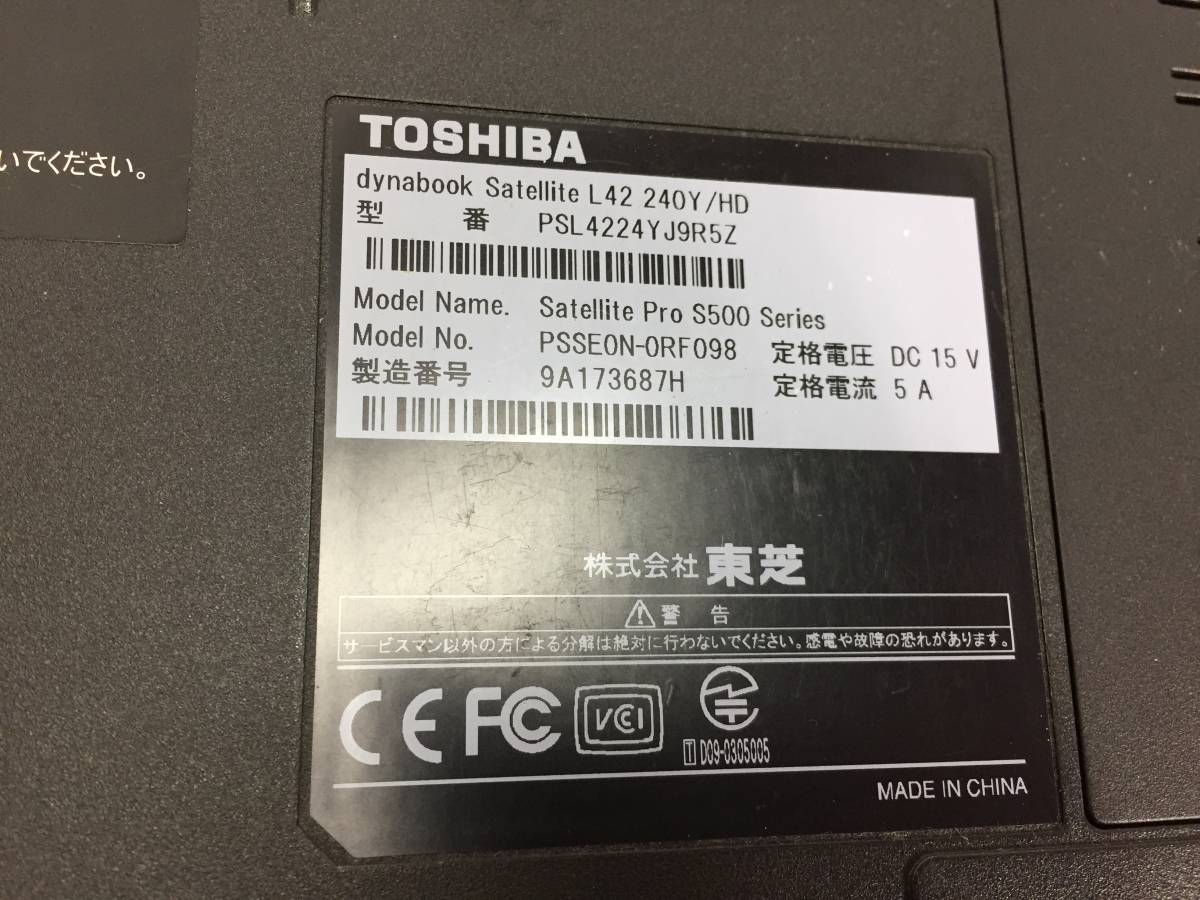 いでください。
TOSHIBA
dynabook Satellite L42 240Y/HD
型 番 PSL4224YJ9R5Z
Model Name. Satellite Pro S500 Series
Model No. PSSE0N-0RF098 定格電圧 DC 15 V
製造番号 9A173687H 定格電流 5 A
株式会社 東芝
警 告
サービスマン以外の方による分解は絶対に行わないでください。感電や故障の恐れがあります。
CE FC VCI
T D09-0305005
MADE IN CHINA